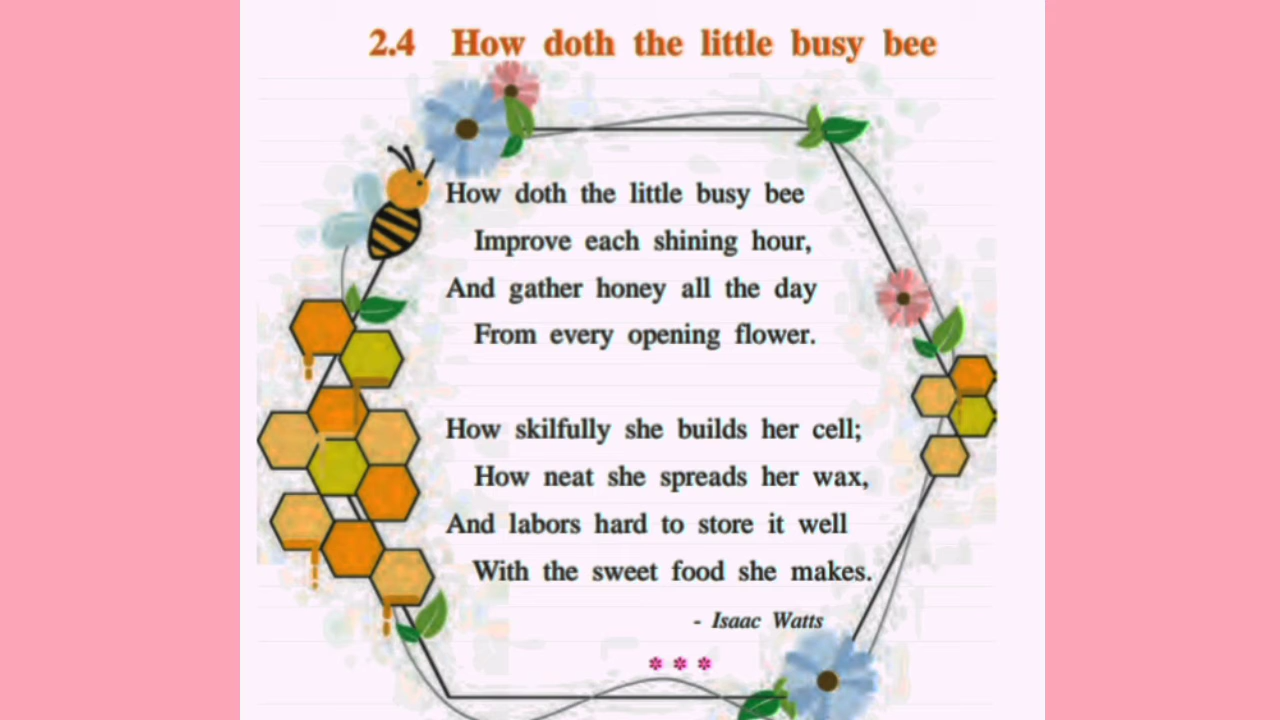 2.4 How doth the little busy bee
How doth the little busy bee
Improve each shining hour,
And gather honey all the day
From every opening flower.
How skilfully she builds her cell;
How neat she spreads her wax,
And labors hard to store it well
With the sweet food she makes.
- Isaac Watts